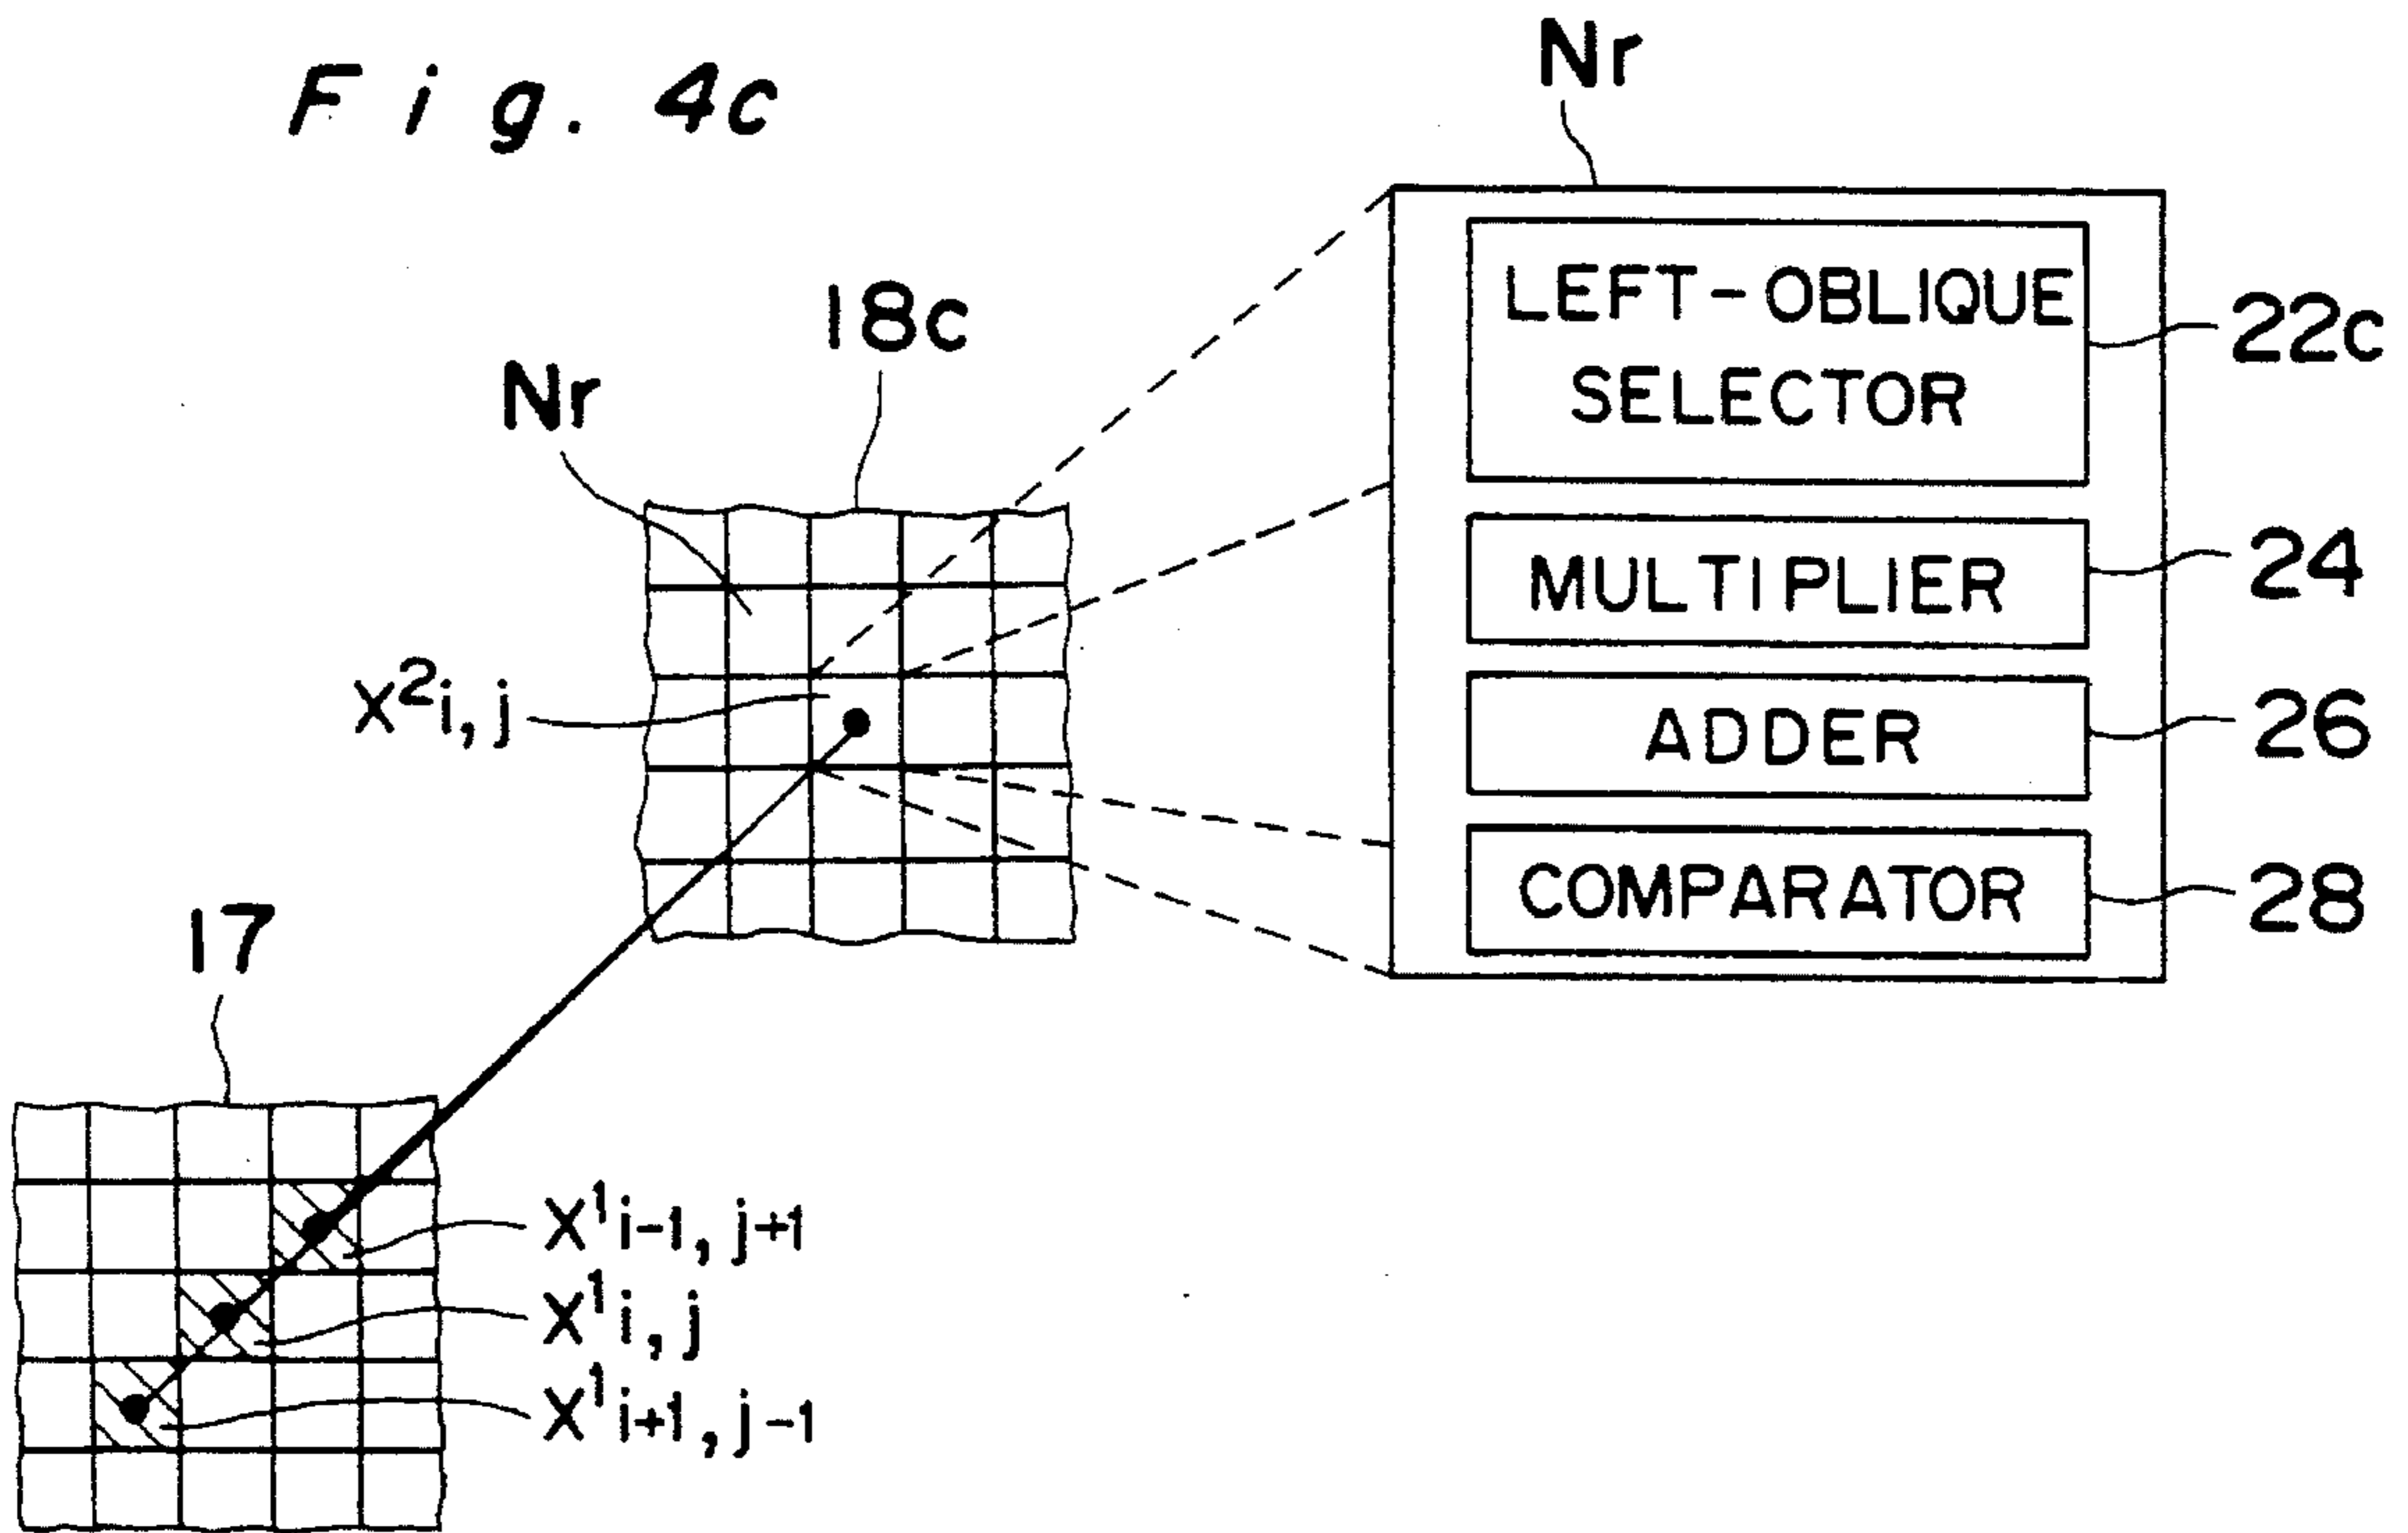 Fig. 4c
Nr
LEFT-OBLIQUE
SELECTOR
22c
18c
Nr
MULTIPLIER
24
x²i, j
ADDER
26
COMPARATOR
28
17
x¹i-1, j+1
x¹i, j
x¹i+1, j-1